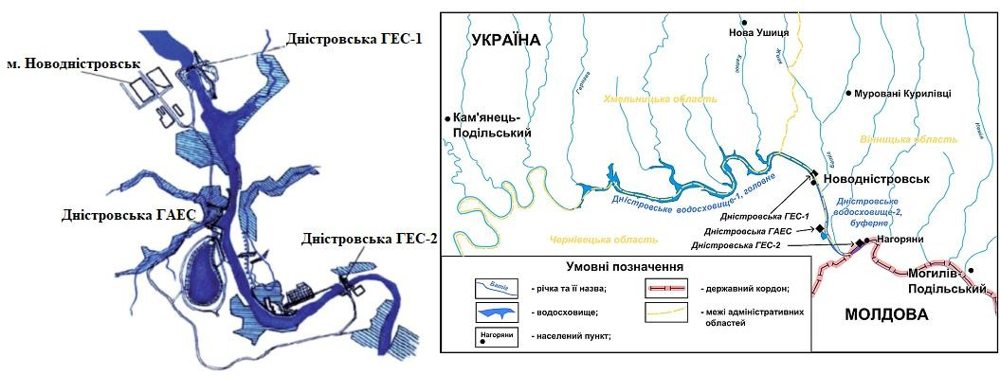 Дністровська ГЕС-1
м. Новодністровськ
Дністровська ГАЕС
Дністровська ГЕС-2
УКРАЇНА
Нова Ушиця
Жван
Хмельницька область
Муровані Курилівці
Кам'янець-
Подільський
Вінницька область
Новодністровськ
Дністровське водосховище-1, головне
Дністровське
водосховище-2,
буферне
Дністровська ГЕС-1
Дністровська ГАЕС
Дністровська ГЕС-2
Чернівецька область
Нагоряни
Могилів-
Подільський
МОЛДОВА
Умовні позначення
Батіг
- річка та її назва;
- державний кордон;
- водосховище;
- межі адміністративних
областей
Нагоряни
- населений пункт;